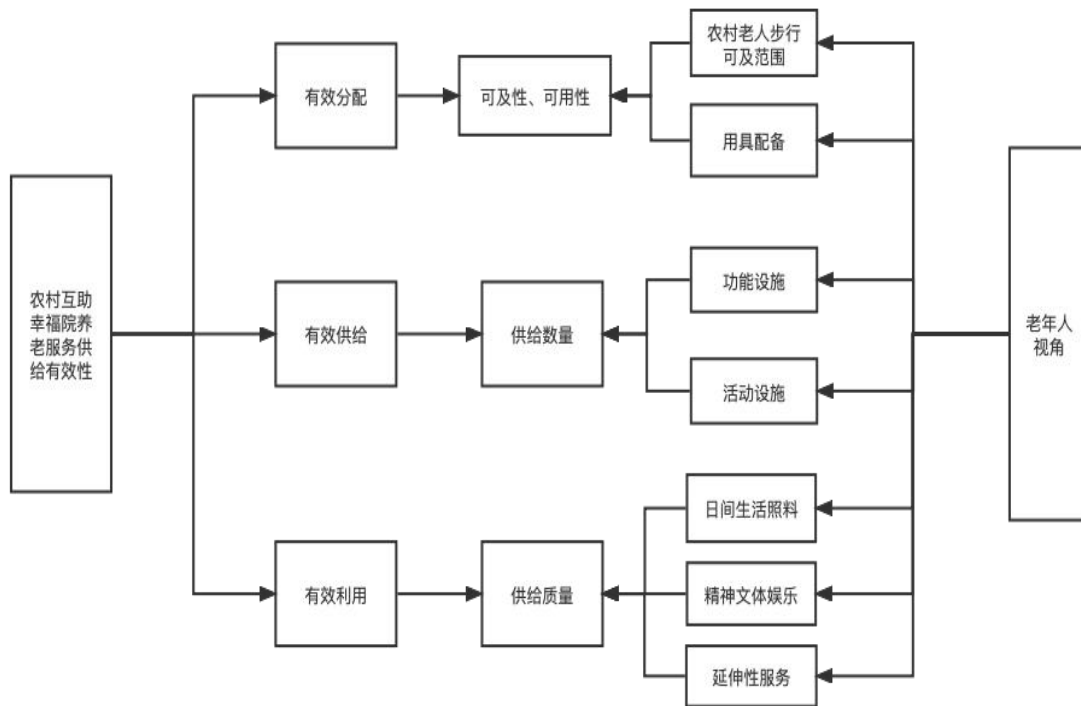 农村互助
幸福院养
老服务供
给有效性
有效分配
可及性、可用性
农村老人步行
可及范围
用具配备
有效供给
供给数量
功能设施
活动设施
有效利用
供给质量
日间生活照料
精神文体娱乐
延伸性服务
老年人
视角